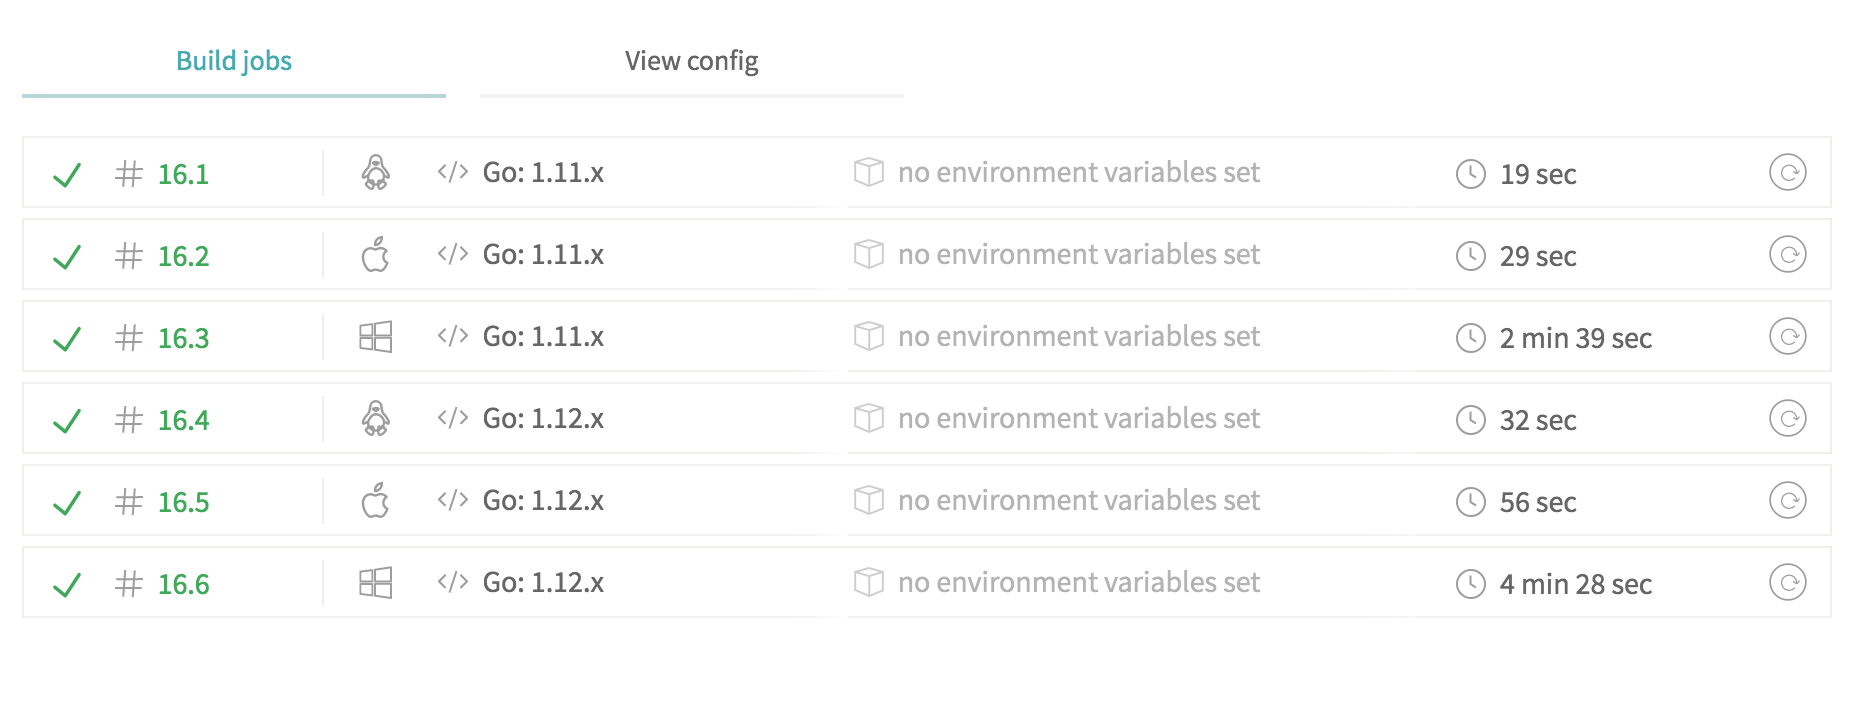 Build jobs View config
# 16.1 </> Go: 1.11.x no environment variables set 19 sec
# 16.2 </> Go: 1.11.x no environment variables set 29 sec
# 16.3 </> Go: 1.11.x no environment variables set 2 min 39 sec
# 16.4 </> Go: 1.12.x no environment variables set 32 sec
# 16.5 </> Go: 1.12.x no environment variables set 56 sec
# 16.6 </> Go: 1.12.x no environment variables set 4 min 28 sec